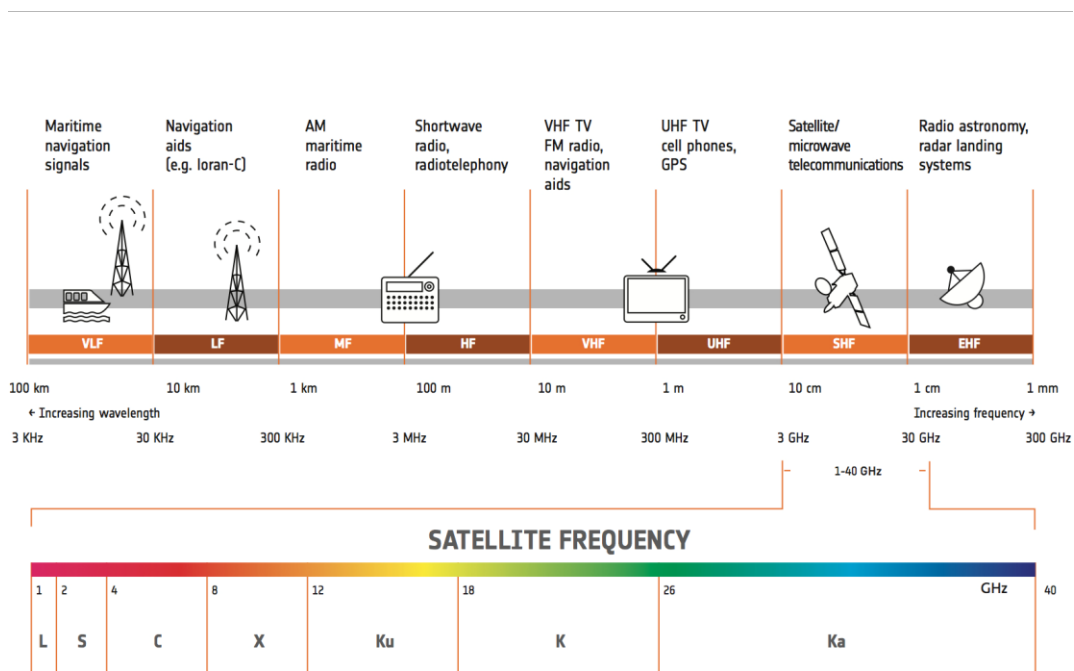 Maritime
navigation
signals
Navigation
aids
(e.g. loran-C)
AM
maritime
radio
Shortwave
radio,
radiotelephony
VHF TV
FM radio,
navigation
aids
UHF TV
cell phones,
GPS
Satellite/
microwave
telecommunications
Radio astronomy,
radar landing
systems
VLF LF MF HF VHF UHF SHF EHF
100 km 10 km 1 km 100 m 10 m 1 m 10 cm 1 cm 1 mm
← Increasing wavelength Increasing frequency →
3 KHz 30 KHz 300 KHz 3 MHz 30 MHz 300 MHz 3 GHz 30 GHz 300 GHz
1-40 GHz
SATELLITE FREQUENCY
1 2 4 8 12 18 26 GHz 40
L S C X Ku K Ka